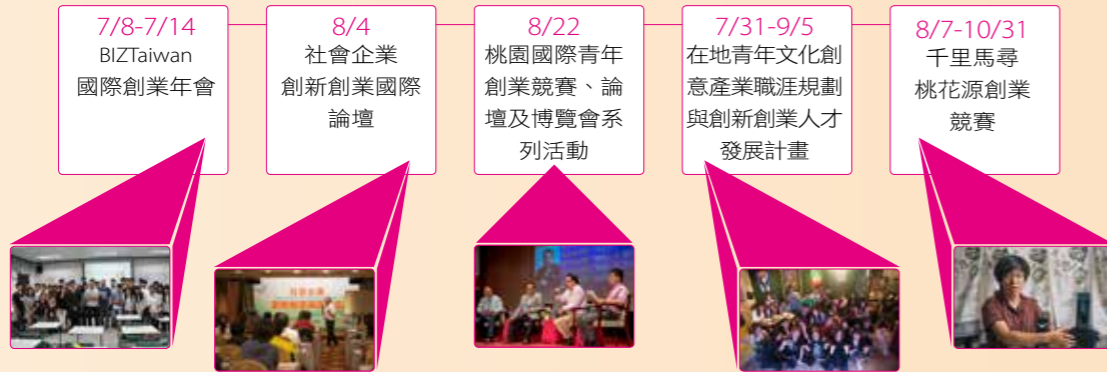 7/8-7/14
BIZTaiwan
國際創業年會
8/4
社會企業
創新創業國際
論壇
8/22
桃園國際青年
創業競賽、論
壇及博覽會系
列活動
7/31-9/5
在地青年文化創
意產業職涯規劃
與創新創業人才
發展計畫
8/7-10/31
千里馬尋
桃花源創業
競賽